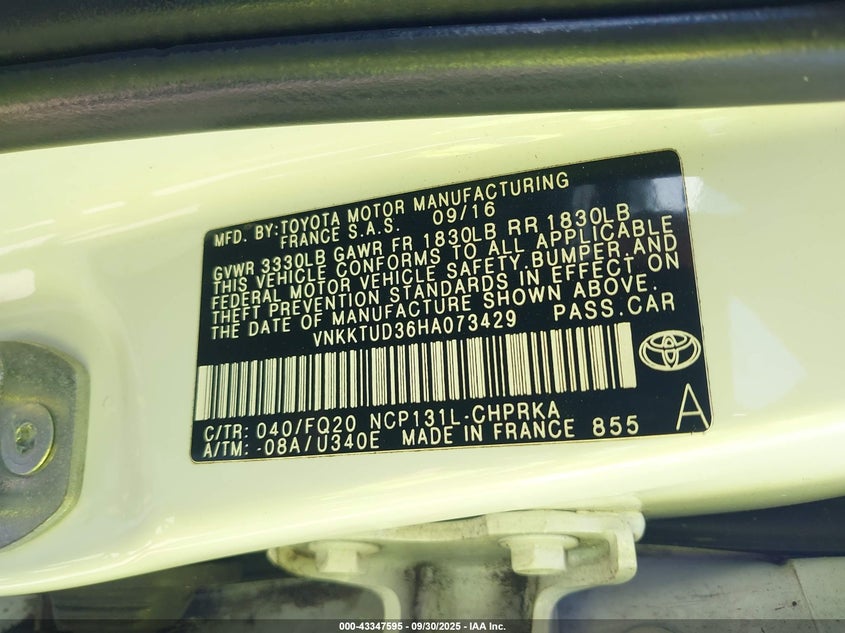 MFD. BY:TOYOTA MOTOR MANUFACTURING
FRANCE S.A.S. 09/16
GVWR 3330LB GAWR FR 1830LB RR 1830LB
THIS VEHICLE CONFORMS TO ALL APPLICABLE
FEDERAL MOTOR VEHICLE SAFETY, BUMPER AND
THEFT PREVENTION STANDARDS IN EFFECT ON
THE DATE OF MANUFACTURE SHOWN ABOVE.
VNKKTUD36HA073429 PASS.CAR
C/TR: 040/FQ20 NCP131L-CHPRKA
A/TM: -08A/U340E MADE IN FRANCE 855 A
000-43347595 - 09/30/2025 - IAA Inc.